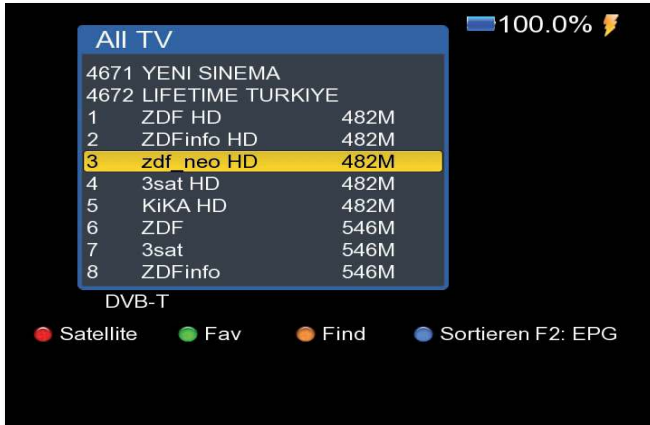 100.0%
All TV
4671 YENI SINEMA
4672 LIFETIME TURKIYE
1 ZDF HD 482M
2 ZDFinfo HD 482M
3 zdf_neo HD 482M
4 3sat HD 482M
5 KiKA HD 482M
6 ZDF 546M
7 3sat 546M
8 ZDFinfo 546M
DVB-T
Satellite Fav Find Sortieren F2: EPG